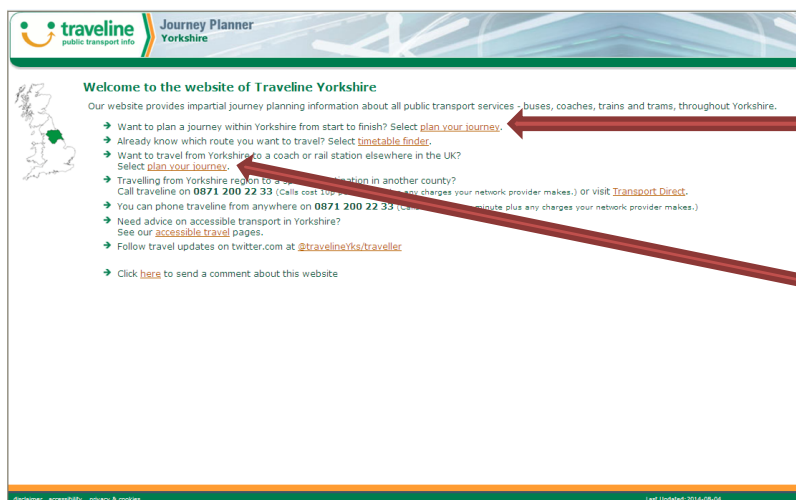 traveline
public transport info
Journey Planner
Yorkshire
Welcome to the website of Traveline Yorkshire
Our website provides impartial journey planning information about all public transport services - buses, coaches, trains and trams, throughout Yorkshire.
Want to plan a journey within Yorkshire from start to finish? Select plan your journey.
Already know which route you want to travel? Select timetable finder.
Want to travel from Yorkshire to a coach or rail station elsewhere in the UK?
Select plan your journey.
Travelling from Yorkshire region to a destination in another county?
Call traveline on 0871 200 22 33 (Calls cost 10p any charges your network provider makes.) or visit Transport Direct.
You can phone traveline from anywhere on 0871 200 22 33 minute plus any charges your network provider makes.)
Need advice on accessible transport in Yorkshire?
See our accessible travel pages.
Follow travel updates on twitter.com at @travelineYks/traveller
Click here to send a comment about this website
disclaimer accessibility privacy & cookies
Last Updated: 2014-08-04